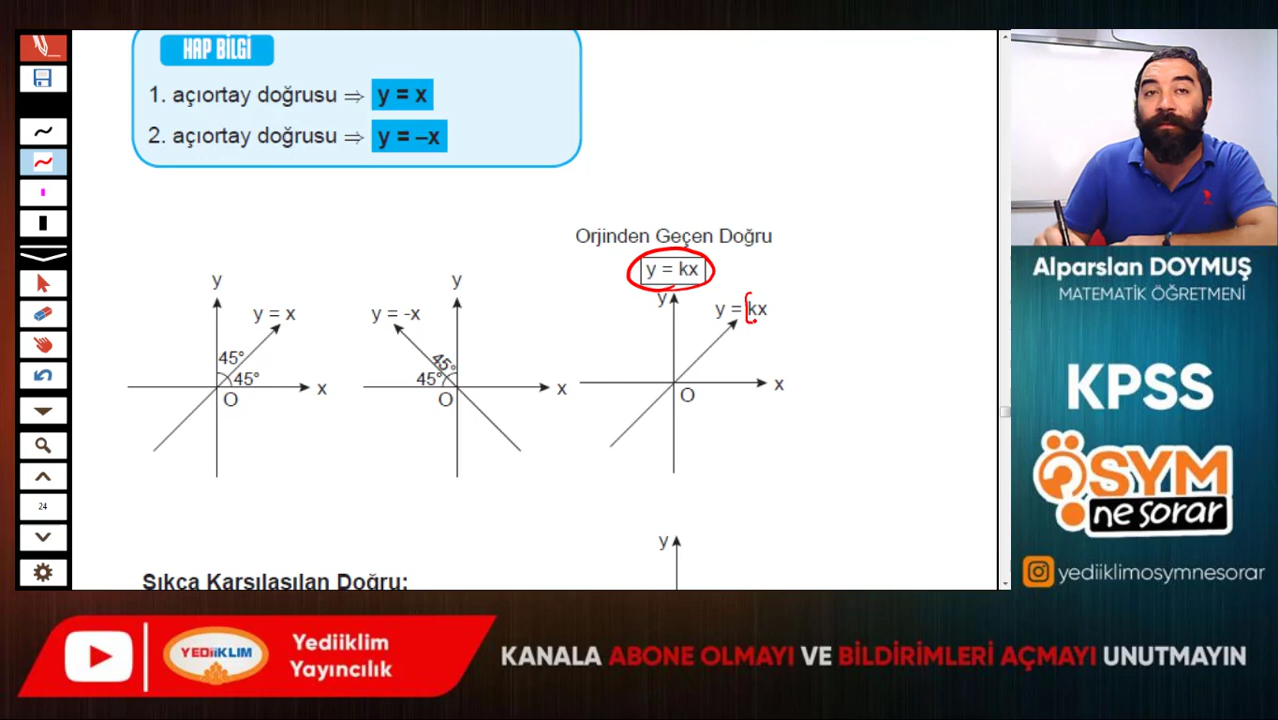 HAP BİLGİ
1. açıortay doğrusu ⇒ y = x
2. açıortay doğrusu ⇒ y = –x
Orjinden Geçen Doğru
y = kx
y
y = x
45°
45°
x
O
y
y = -x
45°
45°
x
O
y
y = kx
x
O
y
Sıkça Karşılaşılan Doğru:
24
Alparslan DOYMUŞ
MATEMATİK ÖĞRETMENİ
KPSS
ÖSYM
ne sorar
yediiklimosymnesorar
YEDİİKLİM
Yediiklim
Yayıncılık
KANALA ABONE OLMAYI VE BİLDİRİMLERİ AÇMAYI UNUTMAYIN